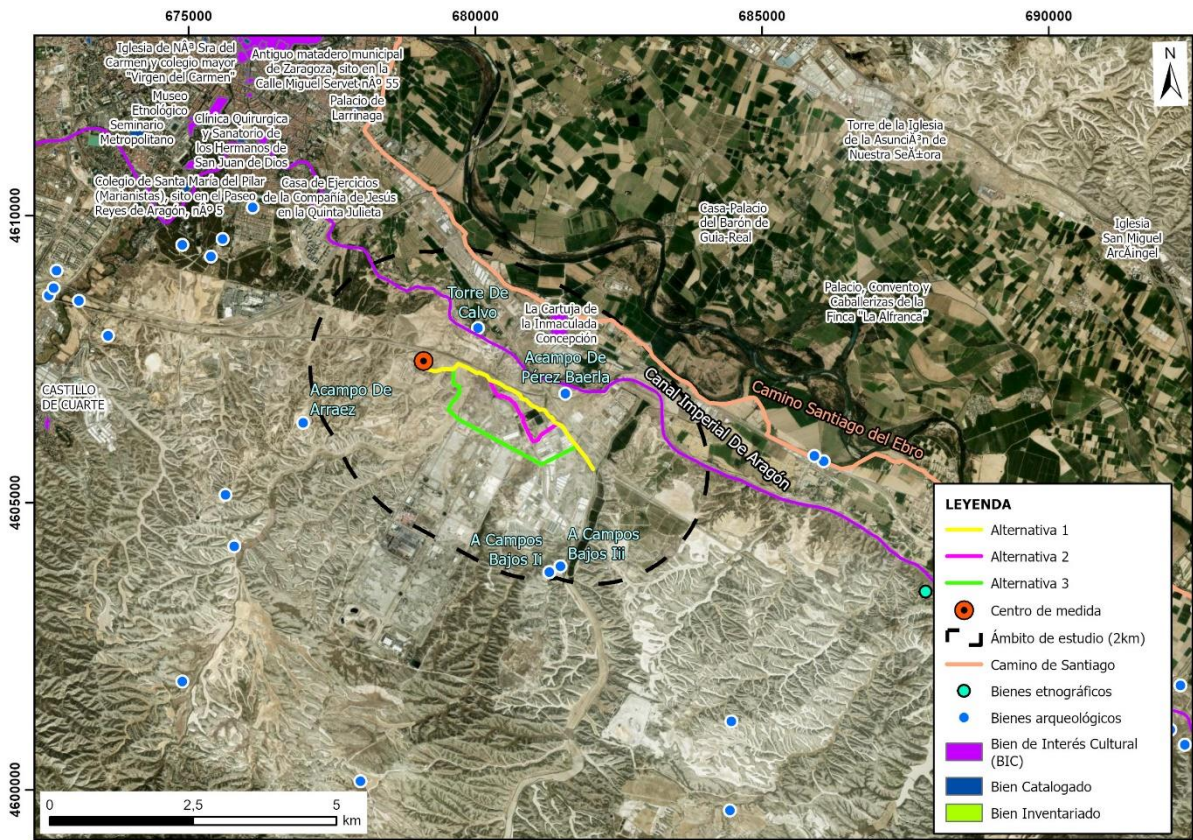 675000
680000
685000
690000
4610000
4605000
4600000
N
Iglesia de NÂª Sra del
Carmen y colegio mayor
"Virgen del Carmen"
Antiguo matadero municipal
de Zaragoza, sito en la
Calle Miguel Servet nÂº 55
Museo
Etnológico
Palacio de
Larrinaga
Seminario
Metropolitano
Clínica Quirurgica
y Sanatorio de
los Hermanos de
San Juan de Dios
Torre de la Iglesia
de la AsunciÃ³n de
Nuestra SeÃ±ora
Colegio de Santa María del Pilar
(Marianistas), sito en el Paseo
Reyes de Aragón, nÂº 5
Casa de Ejercicios
de la Compañía de Jesús
en la Quinta Julieta
Casa-Palacio
del Barón de
Guia-Real
Iglesia
San Miguel
ArcÃ¡ngel
Torre De
Calvo
La Cartuja de
la Inmaculada
Concepción
Palacio, Convento y
Caballerizas de la
Finca "La Alfranca"
Acampo De
Pérez Baerla
CASTILLO
DE CUARTE
Acampo De
Arraez
Canal Imperial De Aragón
Camino Santiago del Ebro
A Campos
Bajos Ii
A Campos
Bajos Iii
LEYENDA
Alternativa 1
Alternativa 2
Alternativa 3
Centro de medida
Ámbito de estudio (2km)
Camino de Santiago
Bienes etnográficos
Bienes arqueológicos
Bien de Interés Cultural
(BIC)
Bien Catalogado
Bien Inventariado
0
2,5
5
km